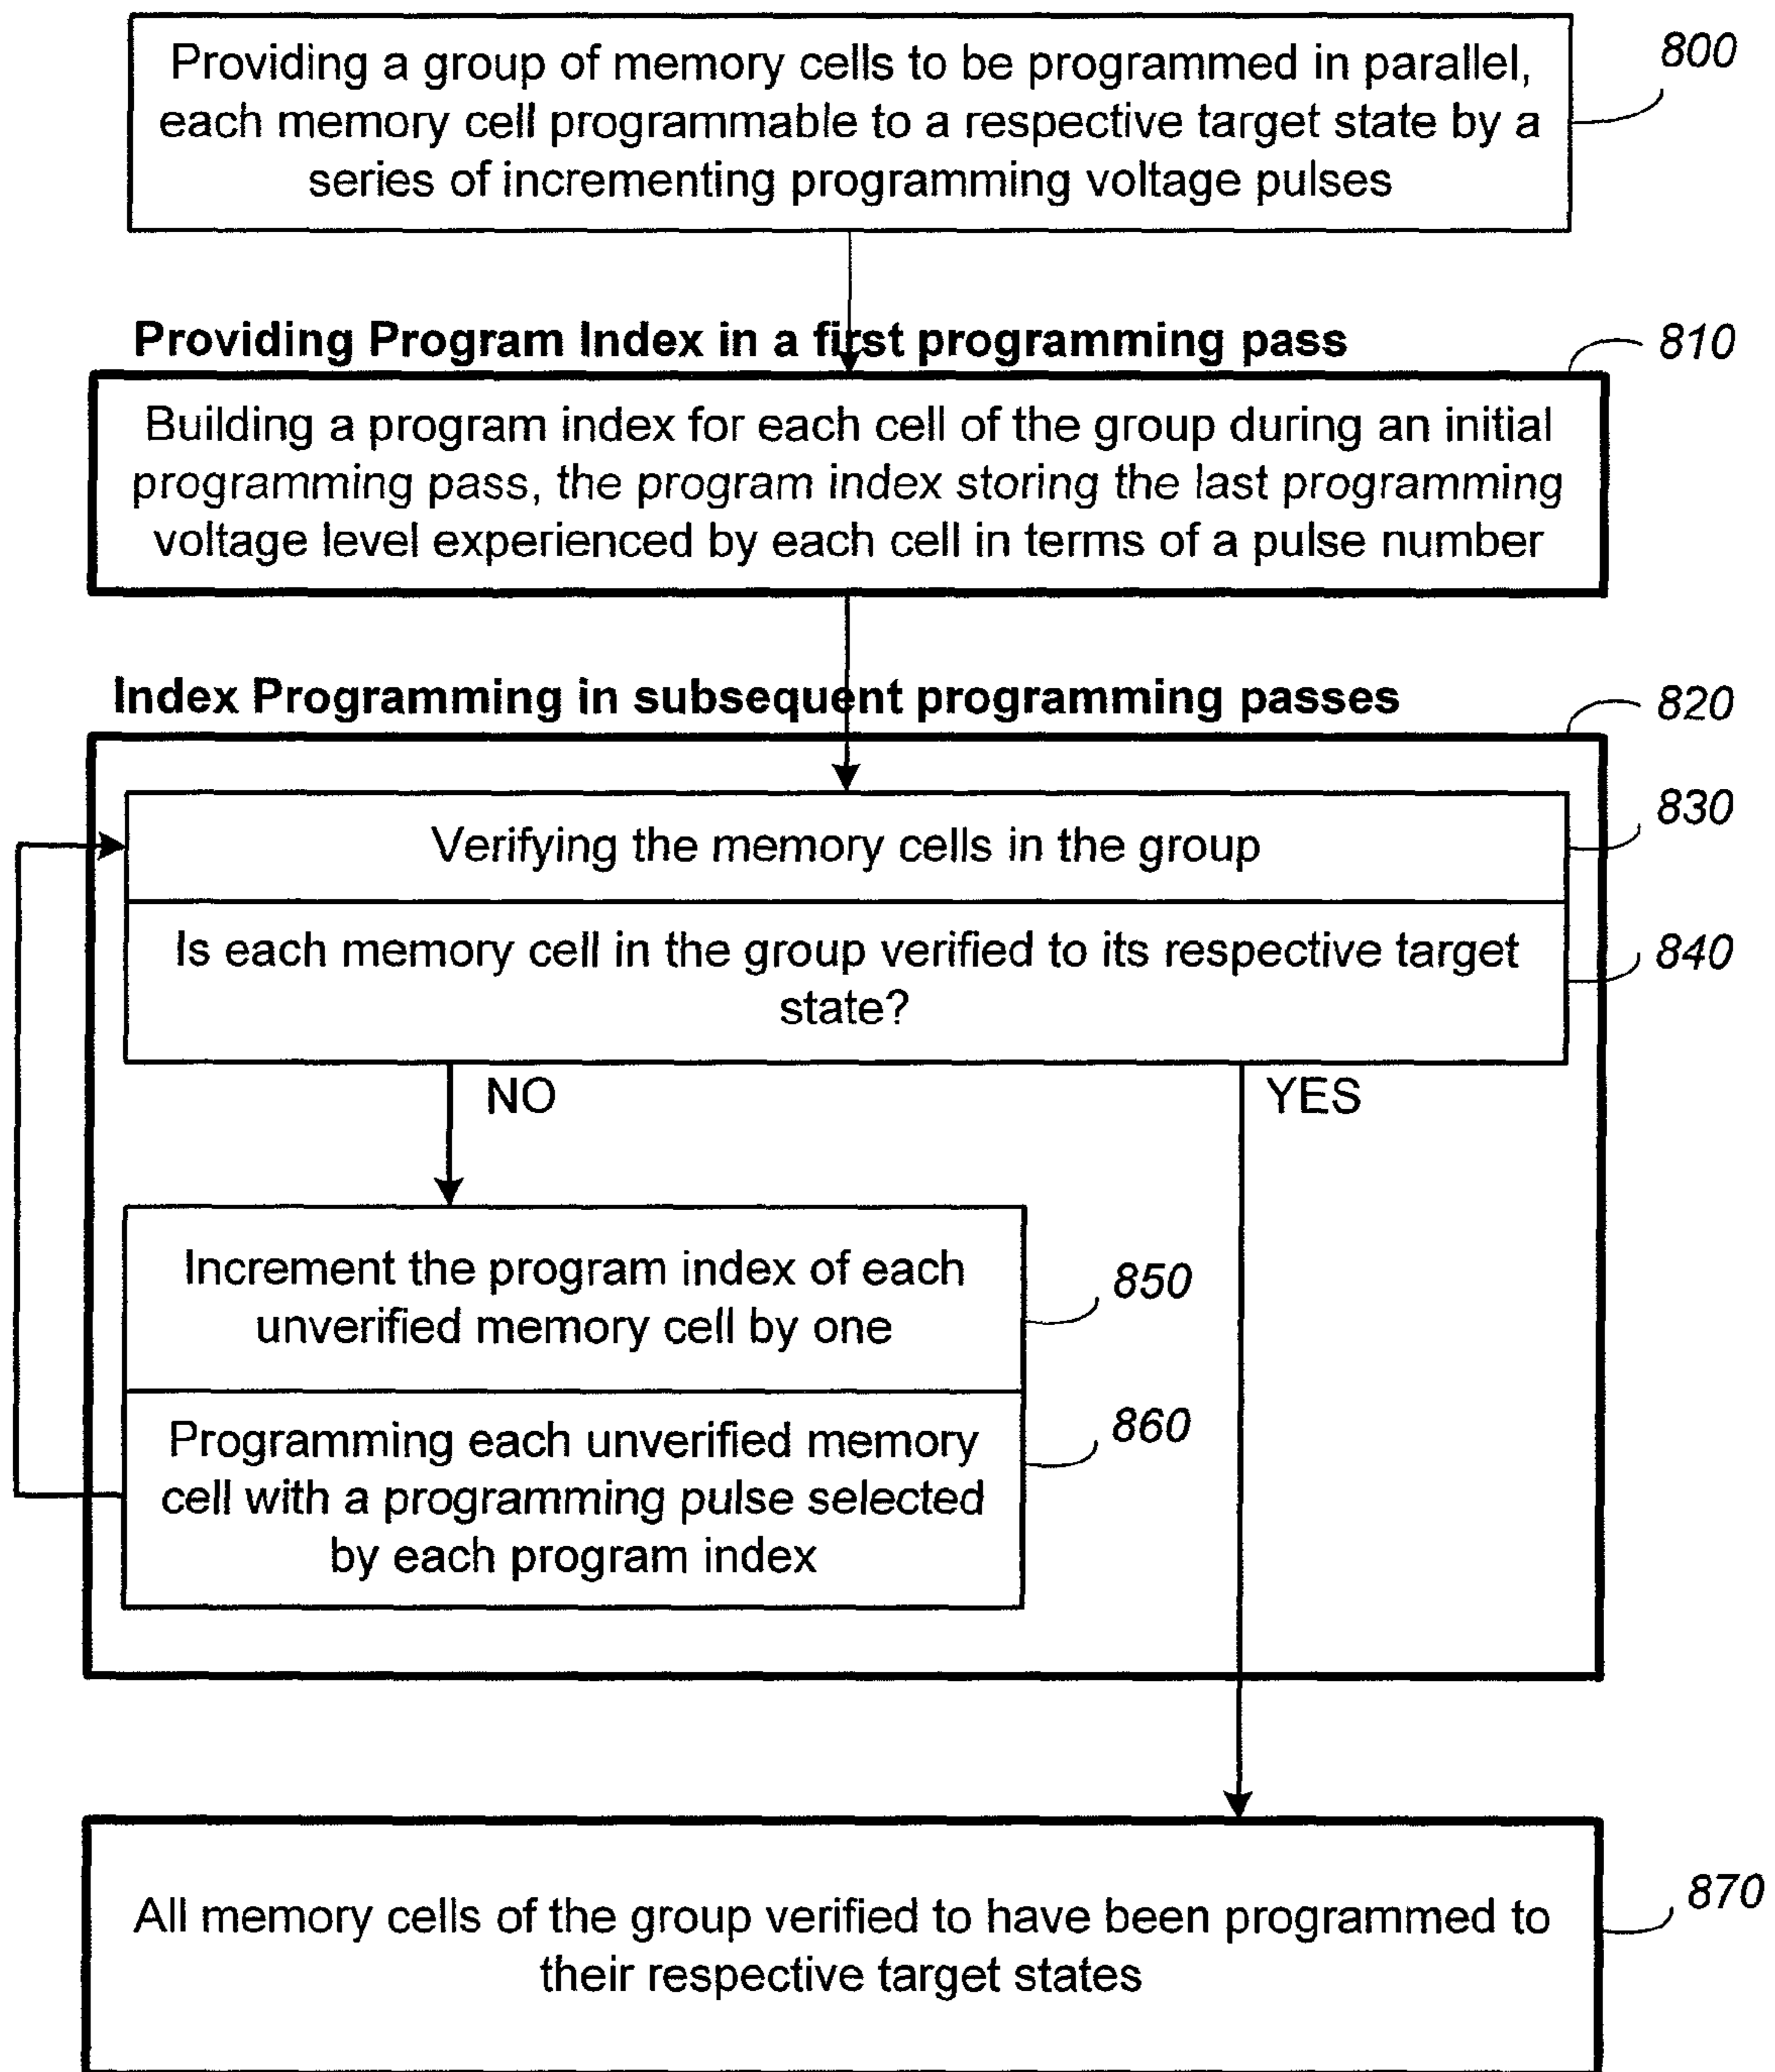 Providing a group of memory cells to be programmed in parallel,
each memory cell programmable to a respective target state by a
series of incrementing programming voltage pulses
800
Providing Program Index in a first programming pass
810
Building a program index for each cell of the group during an initial
programming pass, the program index storing the last programming
voltage level experienced by each cell in terms of a pulse number
Index Programming in subsequent programming passes
820
Verifying the memory cells in the group
830
Is each memory cell in the group verified to its respective target
state?
840
NO
YES
Increment the program index of each
unverified memory cell by one
850
Programming each unverified memory
cell with a programming pulse selected
by each program index
860
All memory cells of the group verified to have been programmed to
their respective target states
870